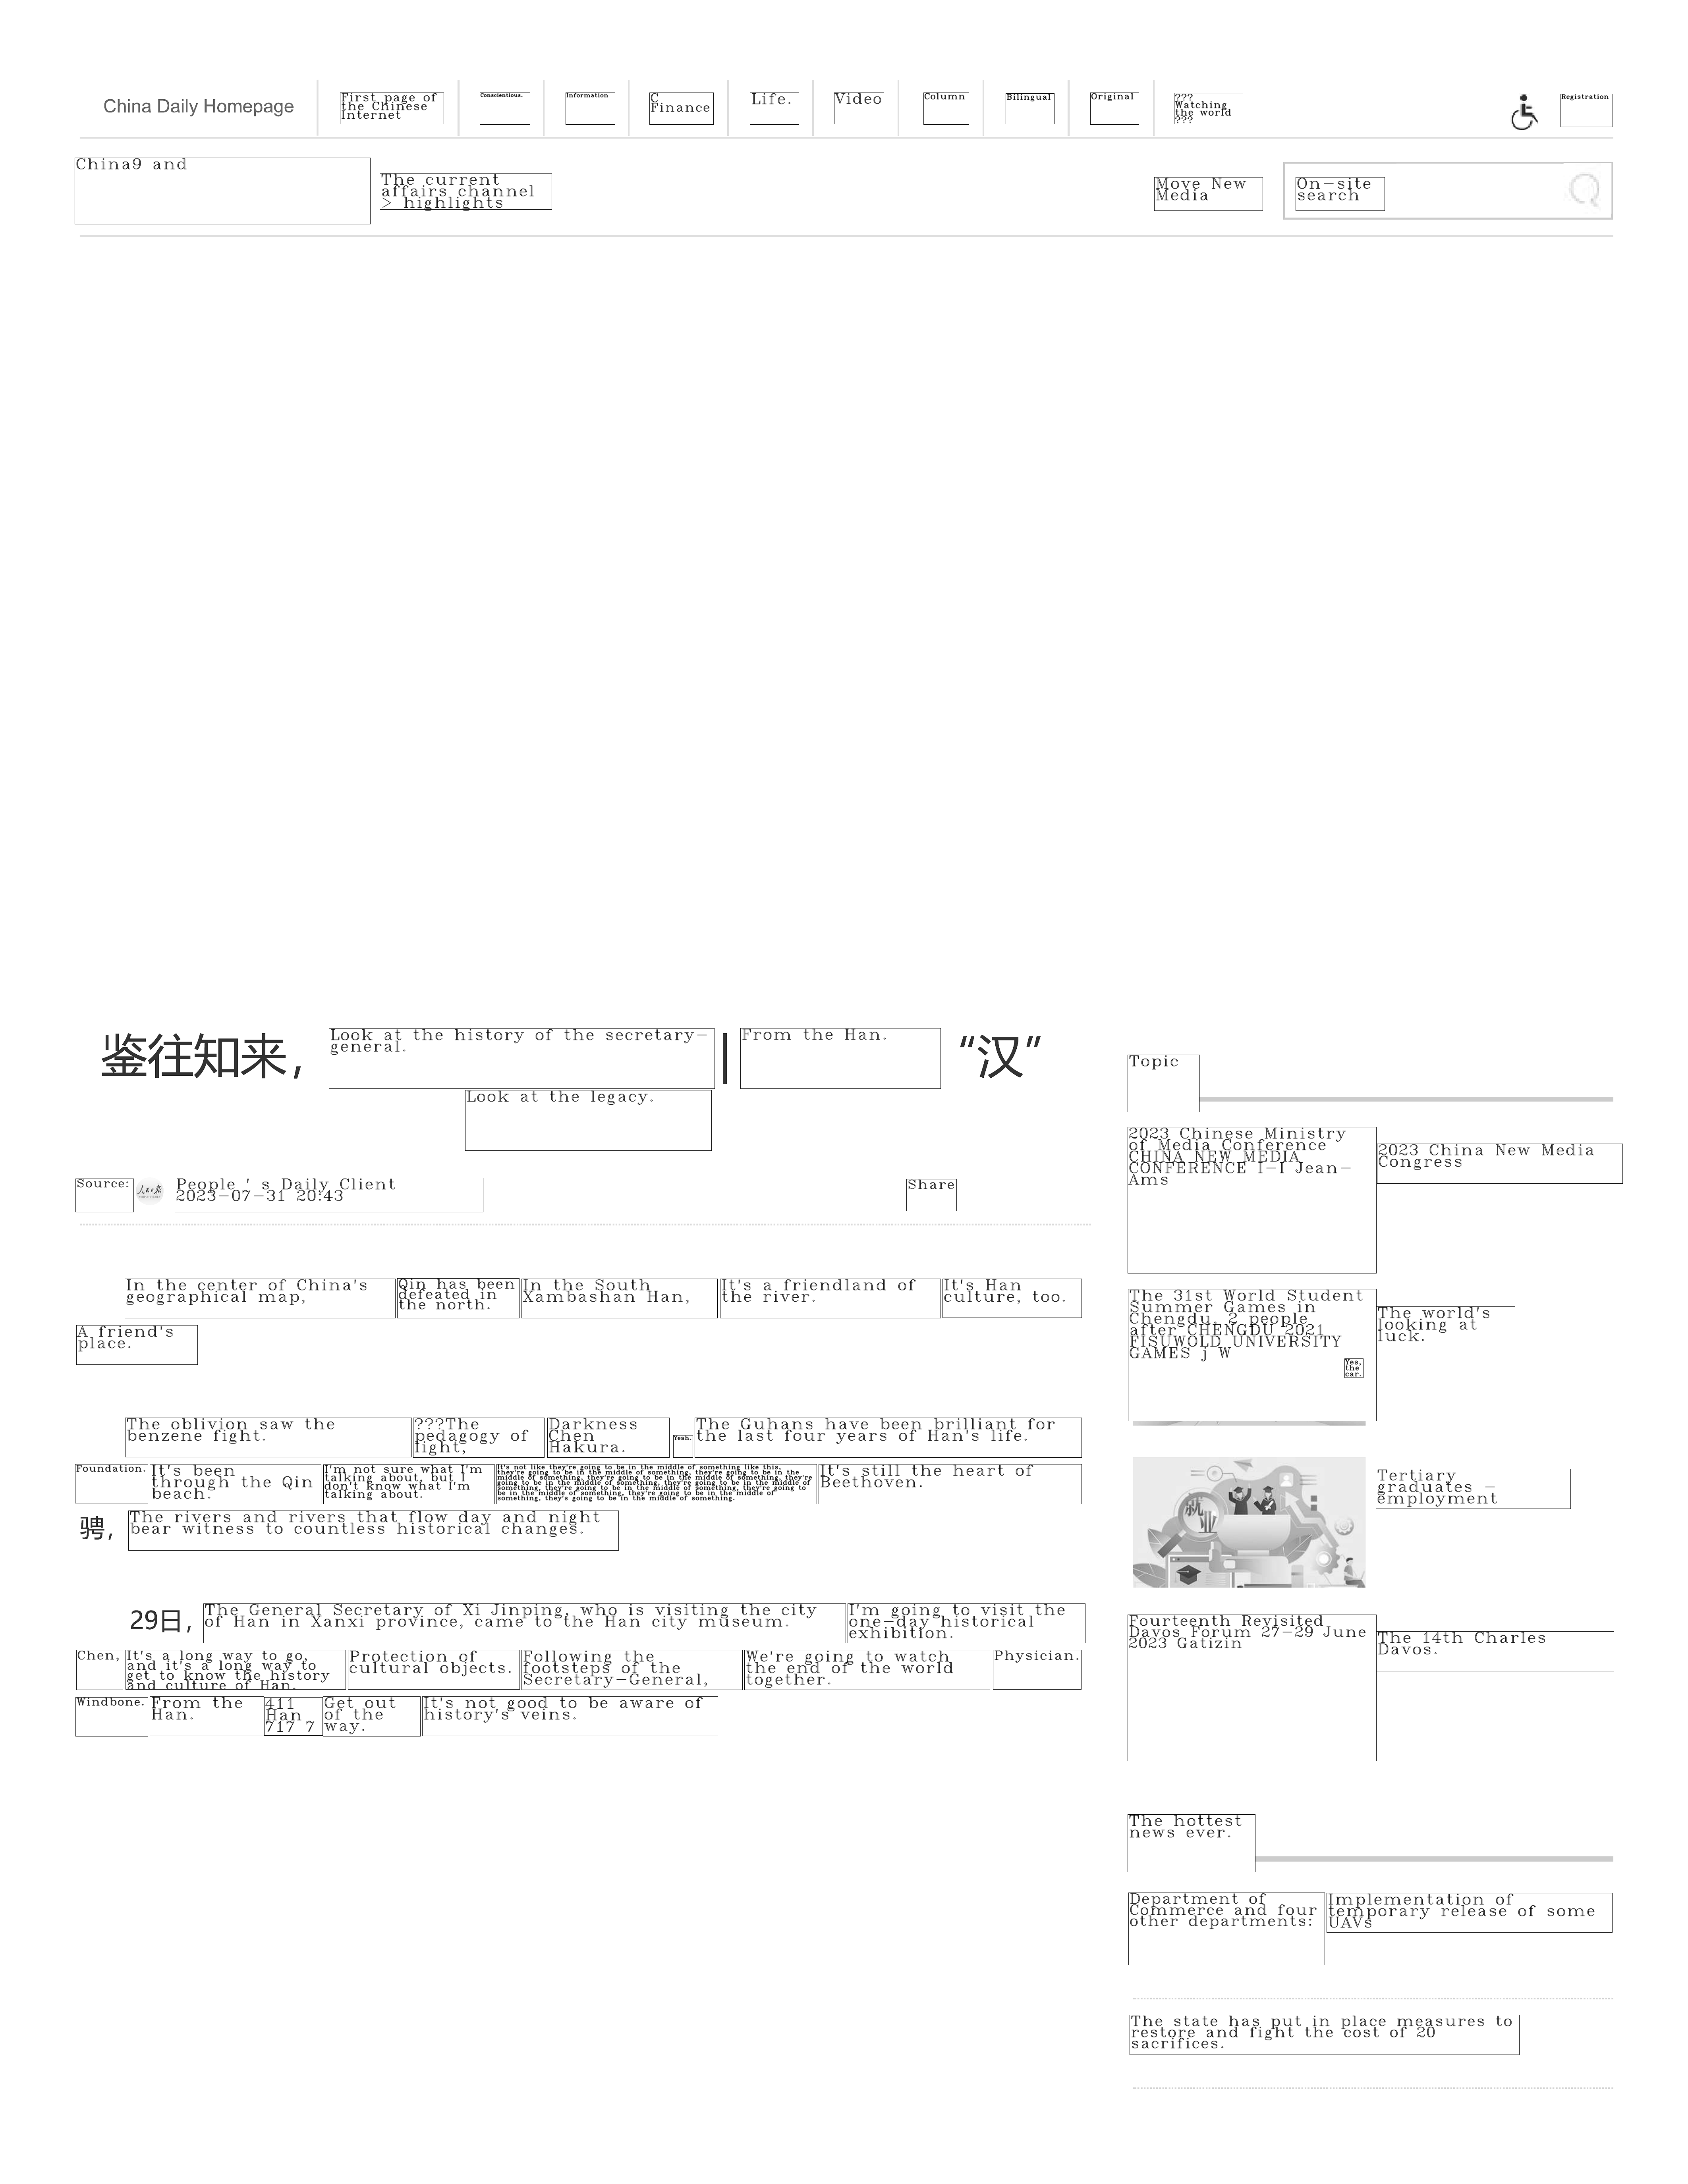 China Daily Homepage
First page of the Chinese Internet
Conscientious.
Information
C Finance
Life.
Video
Column
Bilingual
Original
???
Watching the world
???
Registration
China9 and
The current affairs channel > highlights
Move New Media
On-site search
鉴往知来,
Look at the history of the secretary-general.
|
From the Han.
“汉”
Look at the legacy.
Source:
人民日报
People ' s Daily Client
2023-07-31 20:43
Share
In the center of China's geographical map,
Qin has been defeated in the north.
In the South Xambashan Han,
It's a friendland of the river.
It's Han culture, too.
A friend's place.
The oblivion saw the benzene fight.
???The pedagogy of fight,
Darkness Chen Hakura.
Yeah.
The Guhans have been brilliant for the last four years of Han's life.
Foundation.
It's been through the Qin beach.
I'm not sure what I'm talking about, but I don't know what I'm talking about.
It's not like they're going to be in the middle of something like this, they're going to be in the middle of something, they're going to be in the middle of something, they're going to be in the middle of something, they're going to be in the middle of something, they're going to be in the middle of something, they're going to be in the middle of something, they're going to be in the middle of something, they's going to be in the middle of something.
It's still the heart of Beethoven.
骋,
The rivers and rivers that flow day and night bear witness to countless historical changes.
29日,
The General Secretary of Xi Jinping, who is visiting the city of Han in Xanxi province, came to the Han city museum.
I'm going to visit the one-day historical exhibition.
Chen,
It's a long way to go, and it's a long way to get to know the history and culture of Han.
Protection of cultural objects.
Following the footsteps of the Secretary-General,
We're going to watch the end of the world together.
Physician.
Windbone.
From the Han.
411 Han 717 7
Get out of the way.
It's not good to be aware of history's veins.
Topic
2023 Chinese Ministry of Media Conference CHINA NEW MEDIA CONFERENCE I-I Jean-Ams
2023 China New Media Congress
The 31st World Student Summer Games in Chengdu, 2 people after CHENGDU 2021 FISUWOLD UNIVERSITY GAMES j W
Yes, the car.
The world's looking at luck.
就业
Tertiary graduates - employment
Fourteenth Revisited Davos Forum 27-29 June 2023 Gatizin
The 14th Charles Davos.
The hottest news ever.
Department of Commerce and four other departments:
Implementation of temporary release of some UAVs
The state has put in place measures to restore and fight the cost of 20 sacrifices.